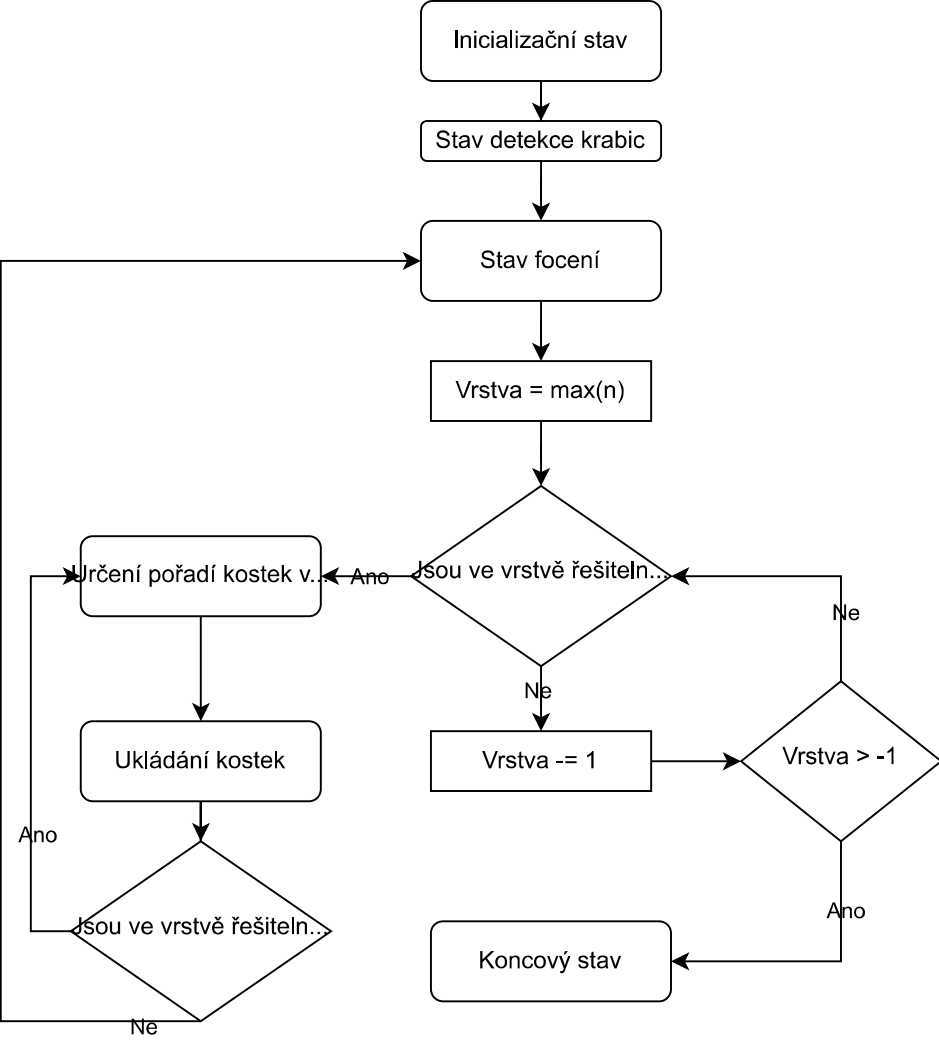 Inicializační stav
Stav detekce krabic
Stav focení
Vrstva = max(n)
Jsou ve vrstvě řešiteln...
Ano
Určení pořadí kostek v...
Ne
Ne
Vrstva -= 1
Vrstva > -1
Ukládání kostek
Ano
Jsou ve vrstvě řešiteln...
Ano
Koncový stav
Ne